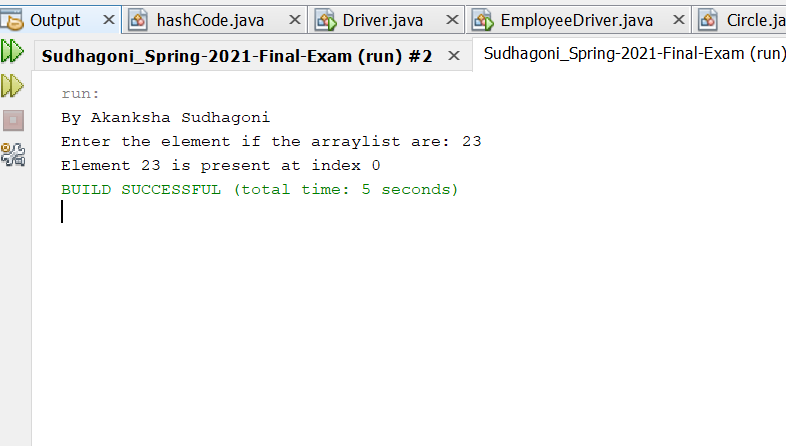 Output hashCode.java Driver.java EmployeeDriver.java Circle.ja
Sudhagoni_Spring-2021-Final-Exam (run) #2 Sudhagoni_Spring-2021-Final-Exam (run)
run:
By Akanksha Sudhagoni
Enter the element if the arraylist are: 23
Element 23 is present at index 0
BUILD SUCCESSFUL (total time: 5 seconds)